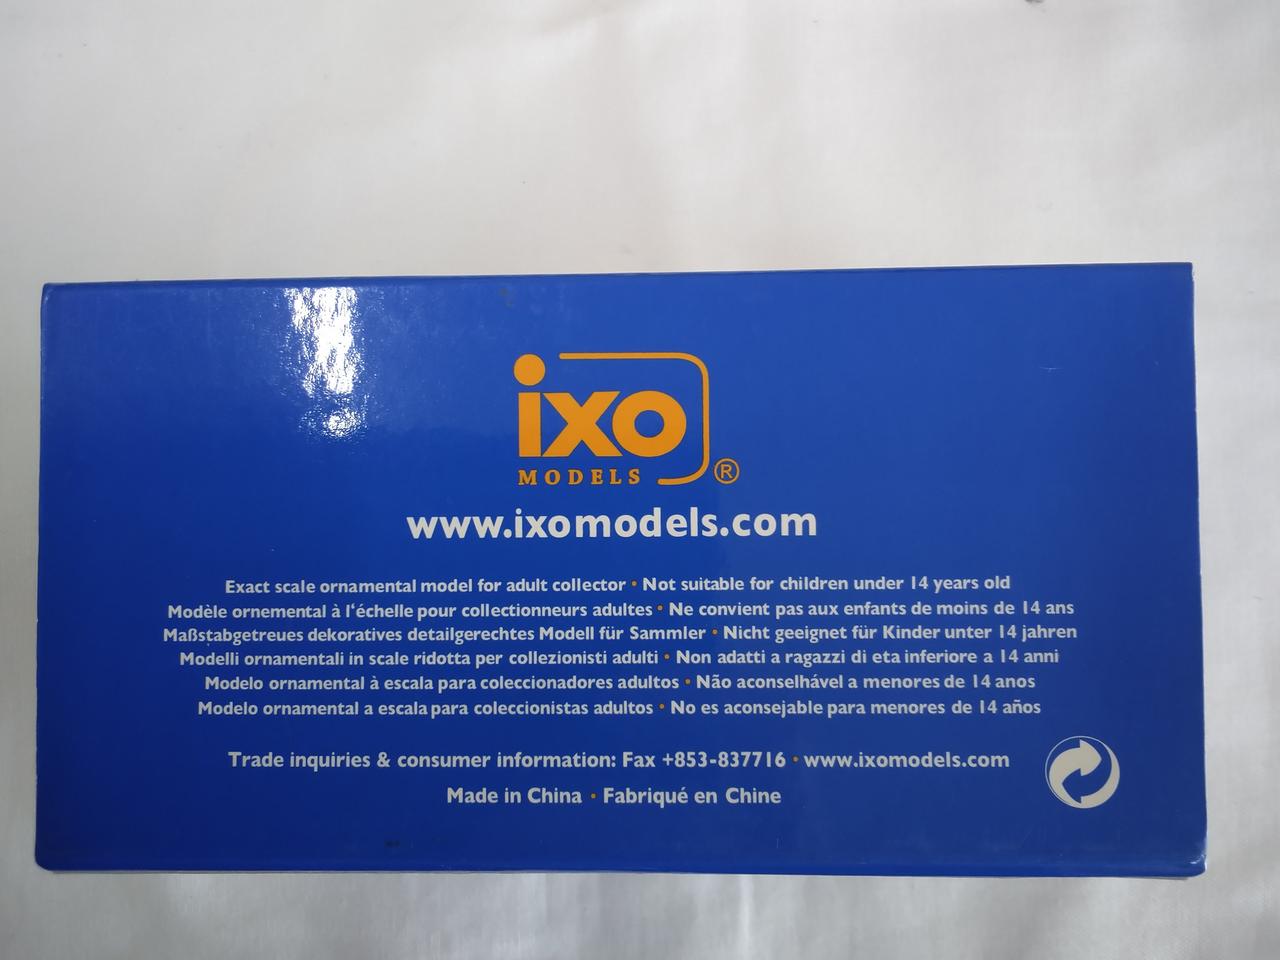 ixo
MODELS ®
www.ixomodels.com
Exact scale ornamental model for adult collector • Not suitable for children under 14 years old
Modèle ornemental à l‘échelle pour collectionneurs adultes • Ne convient pas aux enfants de moins de 14 ans
Maßstabgetreues dekoratives detailgerechtes Modell für Sammler • Nicht geeignet für Kinder unter 14 jahren
Modelli ornamentali in scale ridotta per collezionisti adulti • Non adatti a ragazzi di eta inferiore a 14 anni
Modelo ornamental à escala para coleccionadores adultos • Não aconselhável a menores de 14 anos
Modelo ornamental a escala para coleccionistas adultos • No es aconsejable para menores de 14 años
Trade inquiries & consumer information: Fax +853-837716 • www.ixomodels.com
Made in China • Fabriqué en Chine